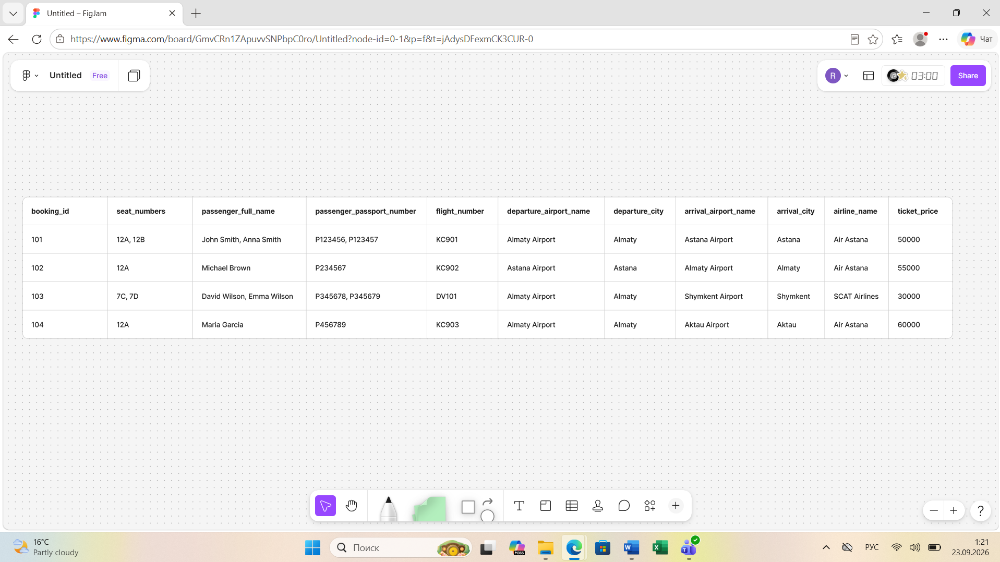 Untitled – FigJam
https://www.figma.com/board/GmvCRn1ZApuvvSNPbpC0ro/Untitled?node-id=0-1&p=f&t=jAdysDFexmCK3CUR-0
Чат
Untitled Free
R 03:00 Share
booking_id seat_numbers passenger_full_name passenger_passport_number flight_number departure_airport_name departure_city arrival_airport_name arrival_city airline_name ticket_price
101 12A, 12B John Smith, Anna Smith P123456, P123457 KC901 Almaty Airport Almaty Astana Airport Astana Air Astana 50000
102 12A Michael Brown P234567 KC902 Astana Airport Astana Almaty Airport Almaty Air Astana 55000
103 7C, 7D David Wilson, Emma Wilson P345678, P345679 DV101 Almaty Airport Almaty Shymkent Airport Shymkent SCAT Airlines 30000
104 12A Maria Garcia P456789 KC903 Almaty Airport Almaty Aktau Airport Aktau Air Astana 60000
T
?
16°C
Partly cloudy
Поиск
M365
W
X
T
РУС
1:21
23.09.2026